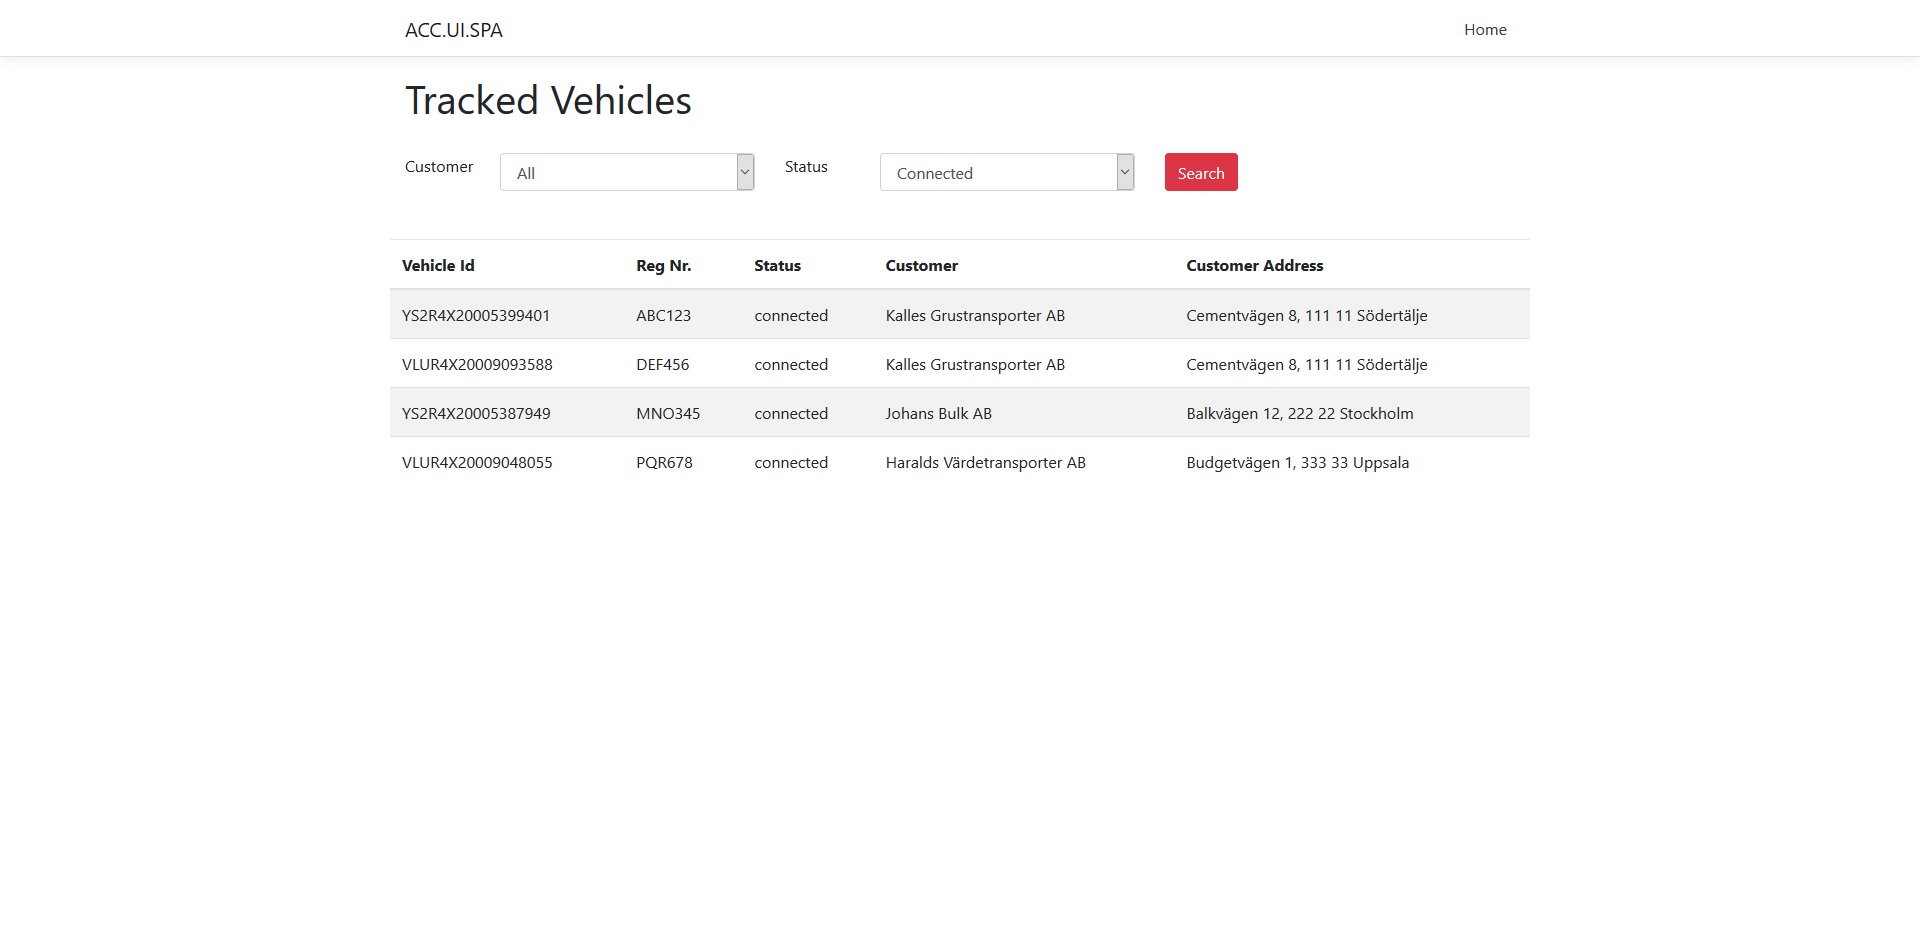 ACC.UI.SPA Home
Tracked Vehicles
Customer All Status Connected Search
Vehicle Id Reg Nr. Status Customer Customer Address
YS2R4X20005399401 ABC123 connected Kalles Grustransporter AB Cementvägen 8, 111 11 Södertälje
VLUR4X20009093588 DEF456 connected Kalles Grustransporter AB Cementvägen 8, 111 11 Södertälje
YS2R4X20005387949 MNO345 connected Johans Bulk AB Balkvägen 12, 222 22 Stockholm
VLUR4X20009048055 PQR678 connected Haralds Värdetransporter AB Budgetvägen 1, 333 33 Uppsala